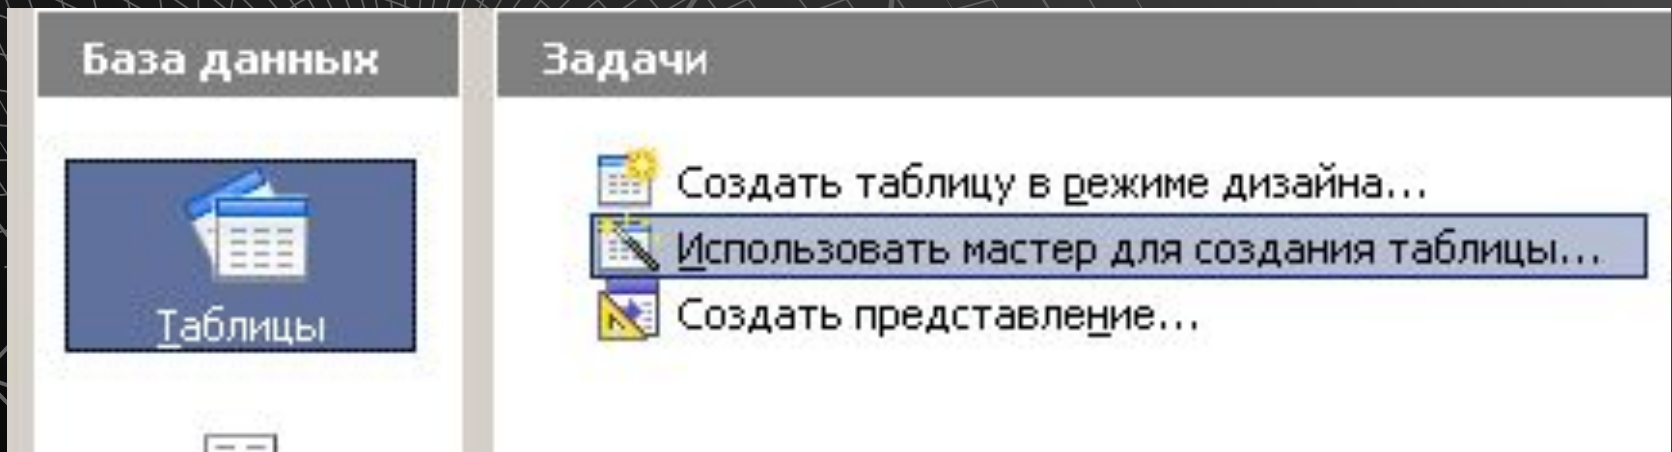 База данных
Задачи
Таблицы
Создать таблицу в режиме дизайна...
Использовать мастер для создания таблицы...
Создать представление...